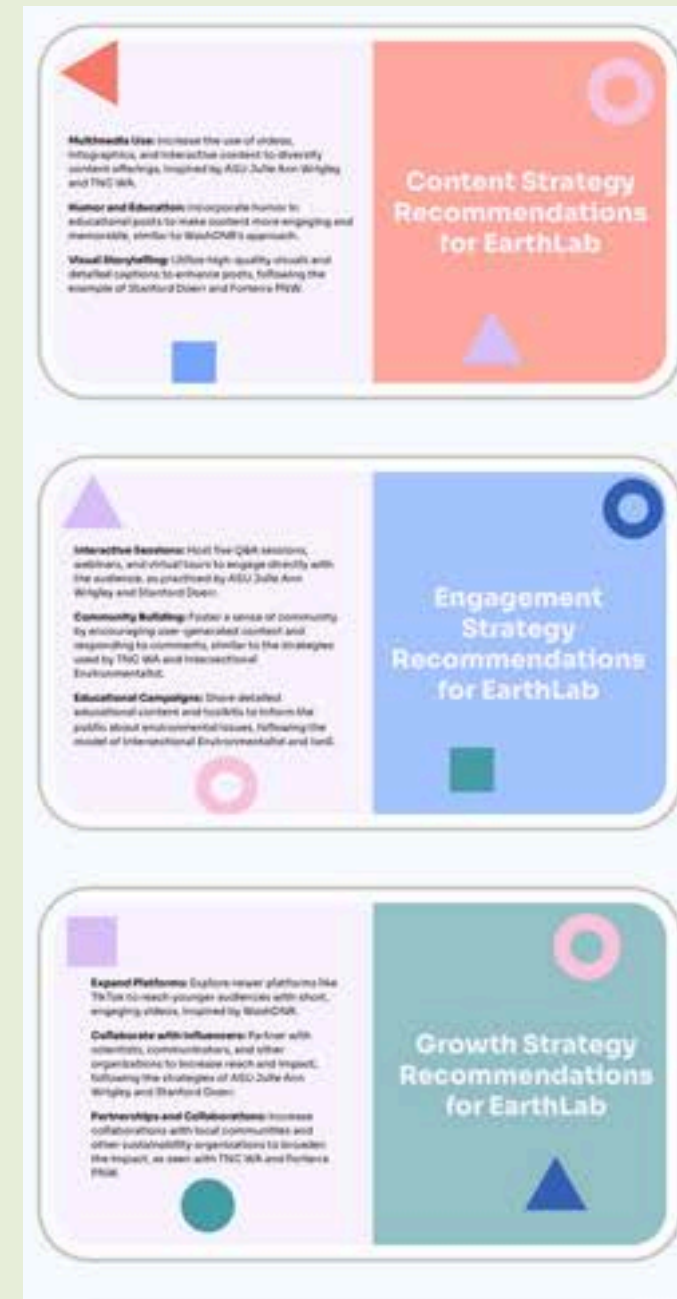 Multimedia Use: Increase the use of videos,
infographics, and interactive content to diversify
content offerings, inspired by ASU Julie Ann Wrigley
and TNC WA.
Humor and Education: Incorporate humor in
educational posts to make content more engaging and
memorable, similar to WashDNR's approach.
Visual Storytelling: Utilize high-quality visuals and
detailed captions to enhance posts, following the
example of Stanford Doerr and Forterra PNW.
Content Strategy
Recommendations
for EarthLab
Interactive Sessions: Host live Q&A sessions,
webinars, and virtual tours to engage directly with
the audience, as practiced by ASU Julie Ann
Wrigley and Stanford Doerr.
Community Building: Foster a sense of community
by encouraging user-generated content and
responding to comments, similar to the strategies
used by TNC WA and Intersectional
Environmentalist.
Educational Campaigns: Share detailed
educational content and toolkits to inform the
public about environmental issues, following the
model of Intersectional Environmentalist and
Engagement
Strategy
Recommendations
for EarthLab
Expand Platforms: Explore newer platforms like
TikTok to reach younger audiences with short,
engaging videos, inspired by WashDNR.
Collaborate with Influencers: Partner with
scientists, communicators, and other
organizations to increase reach and impact,
following the strategies of ASU Julie Ann
Wrigley and Stanford Doerr.
Partnerships and Collaborations: Increase
collaborations with local communities and
other sustainability organizations to broaden
the impact, as seen with TNC WA and Forterra
PNW.
Growth Strategy
Recommendations
for EarthLab